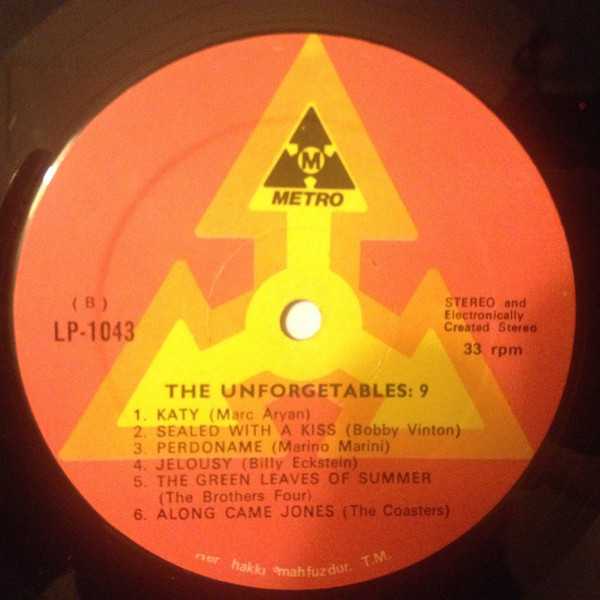 M
METRO
(B)
LP-1043
STEREO and
Electronically
Created Stereo
33 rpm
THE UNFORGETABLES: 9
1. KATY (Marc Aryan)
2. SEALED WITH A KISS (Bobby Vinton)
3. PERDONAME (Marino Marini)
4. JELOUSY (Billy Eckstein)
5. THE GREEN LEAVES OF SUMMER
(The Brothers Four)
6. ALONG CAME JONES (The Coasters)
hakkı mahfuzdur. T.M.